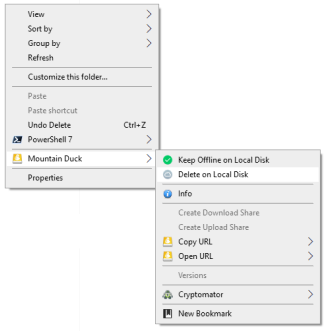 View
Sort by
Group by
Refresh
Customize this folder...
Paste
Paste shortcut
Undo Delete Ctrl+Z
PowerShell 7
Mountain Duck
Properties
Keep Offline on Local Disk
Delete on Local Disk
Info
Create Download Share
Create Upload Share
Copy URL
Open URL
Versions
Cryptomator
New Bookmark